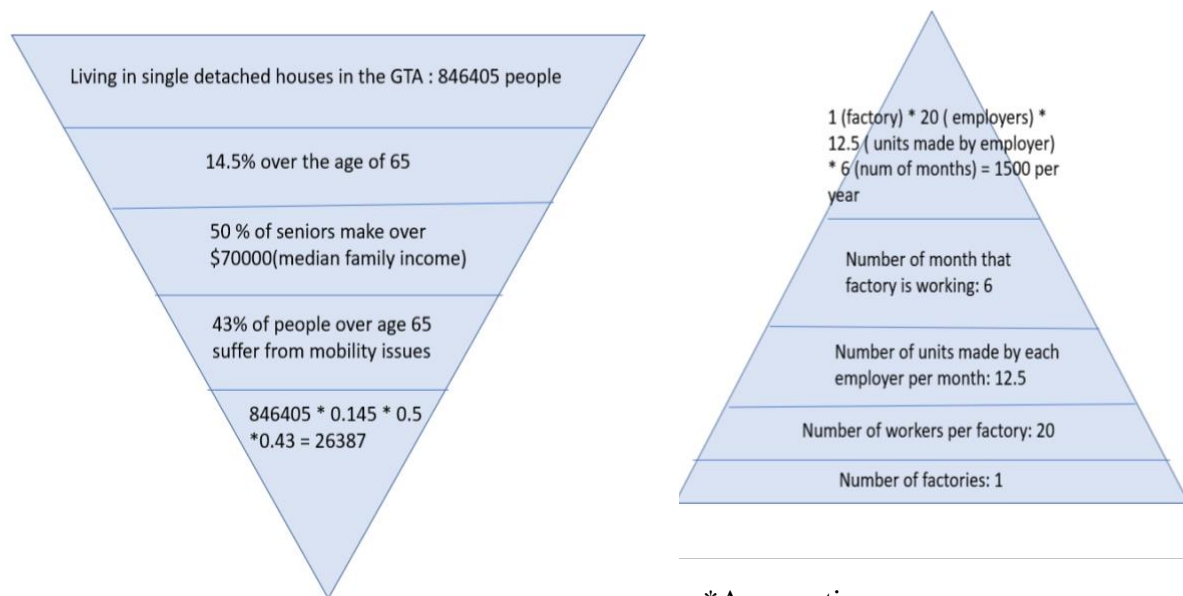 Living in single detached houses in the GTA : 846405 people
14.5% over the age of 65
50 % of seniors make over
$70000(median family income)
43% of people over age 65
suffer from mobility issues
846405 * 0.145 * 0.5
*0.43 = 26387
1 (factory) * 20 ( employers) *
12.5 ( units made by employer)
* 6 (num of months) = 1500 per
year
Number of month that
factory is working: 6
Number of units made by each
employer per month: 12.5
Number of workers per factory: 20
Number of factories: 1